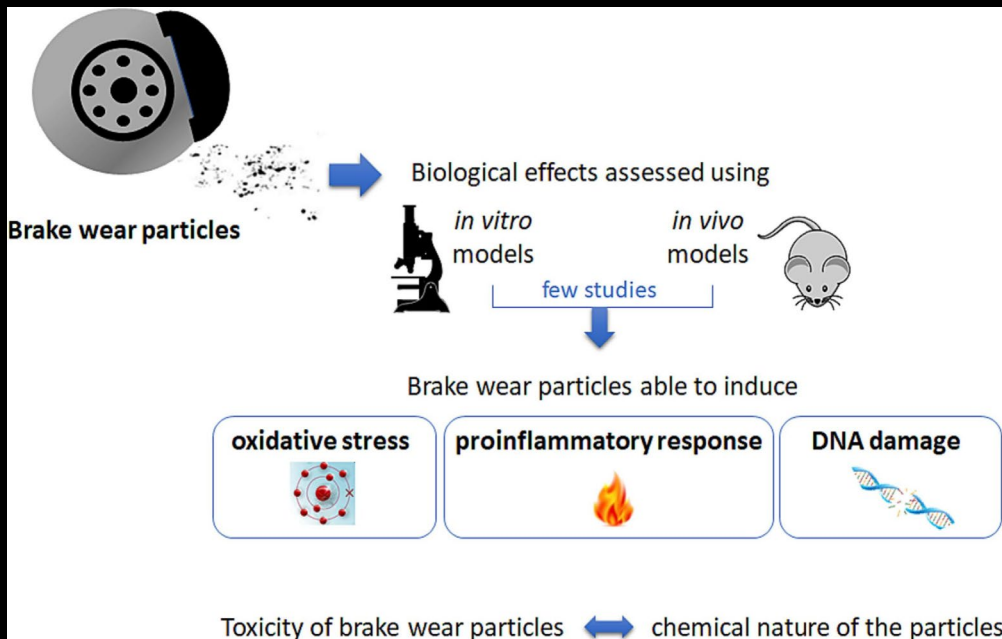 Biological effects assessed using
Brake wear particles
in vitro
models
in vivo
models
few studies
Brake wear particles able to induce
oxidative stress
proinflammatory response
DNA damage
Toxicity of brake wear particles
chemical nature of the particles